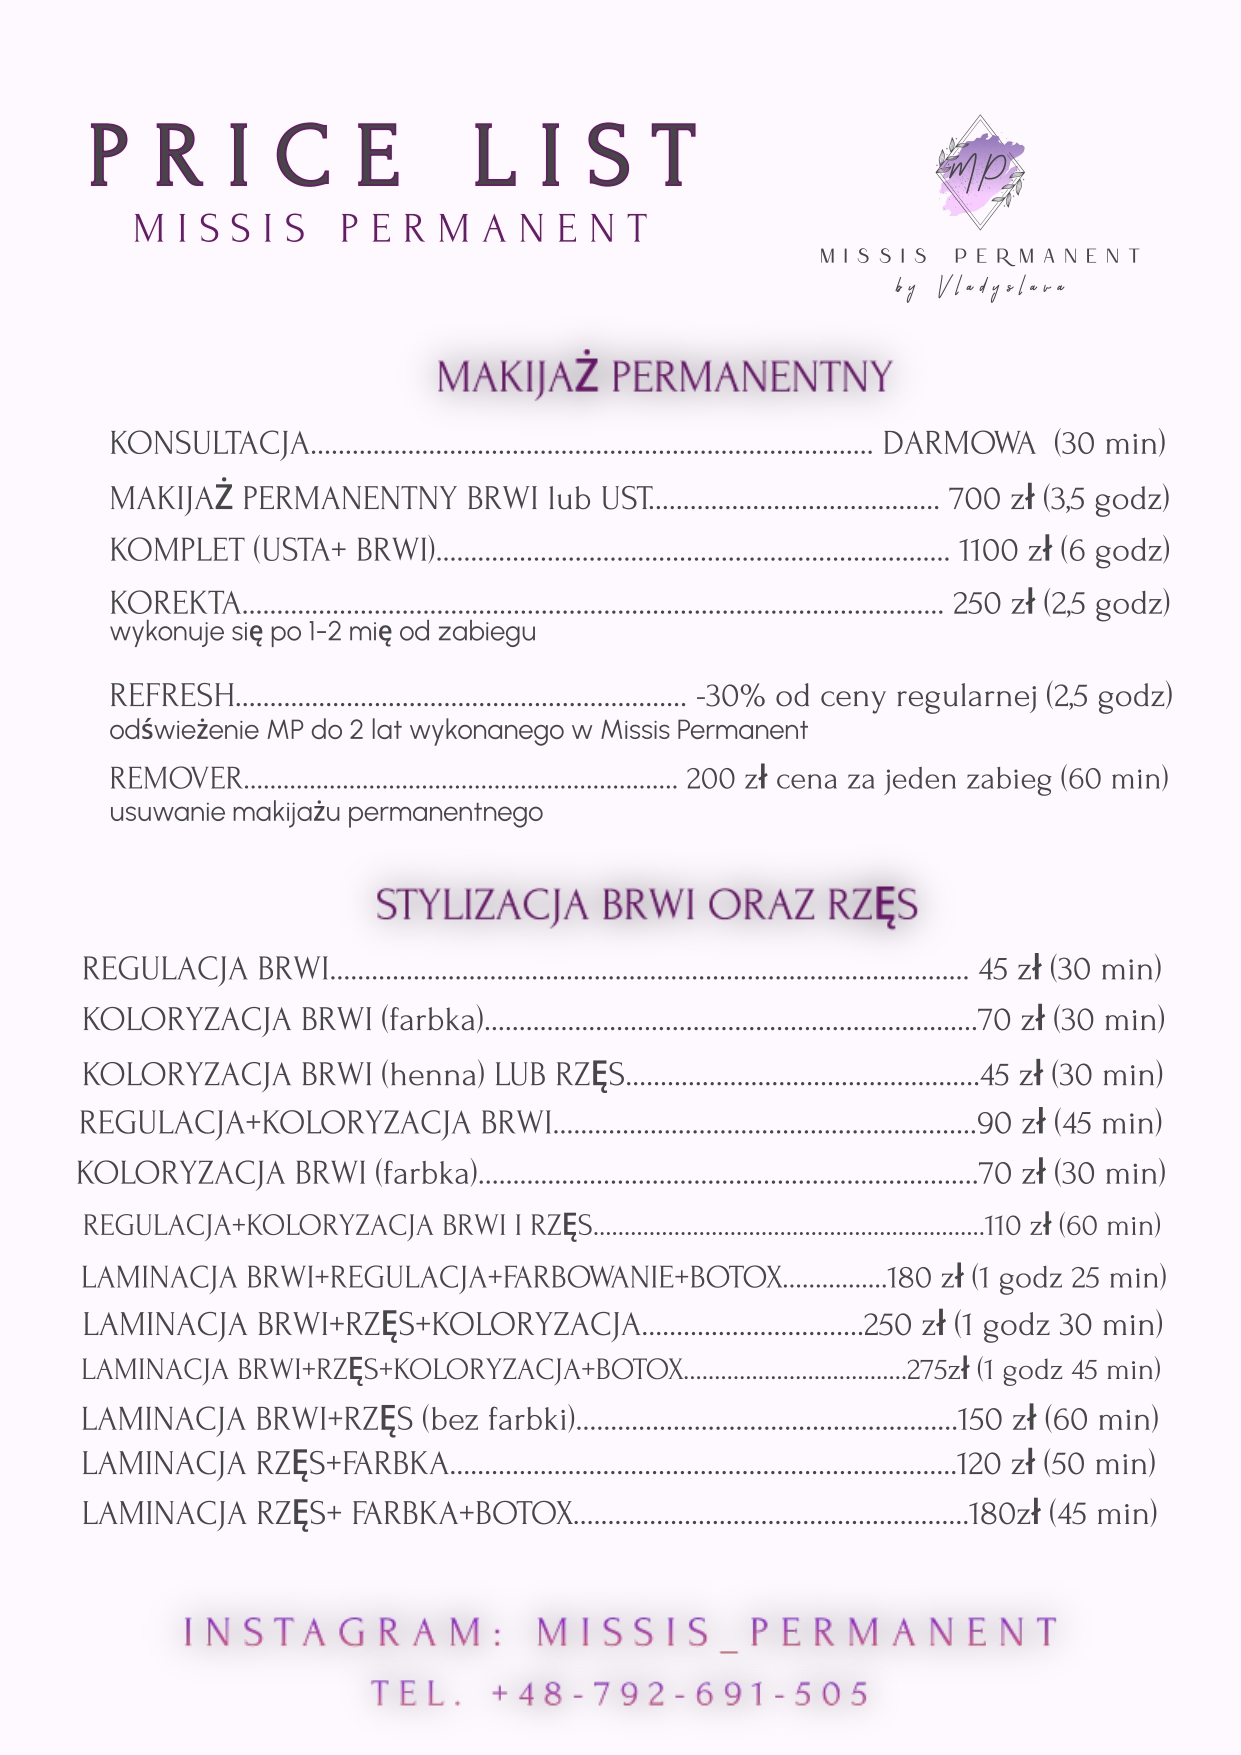 PRICE LIST
MISSIS PERMANENT
MP
MISSIS PERMANENT
by Vladyslava
MAKIJAŻ PERMANENTNY
KONSULTACJA................................................................................. DARMOWA (30 min)
MAKIJAŻ PERMANENTNY BRWI lub UST.......................................... 700 zł (3,5 godz)
KOMPLET (USTA+ BRWI).......................................................................... 1100 zł (6 godz)
KOREKTA..................................................................................................... 250 zł (2,5 godz)
wykonuje się po 1-2 mię od zabiegu
REFRESH................................................................. -30% od ceny regularnej (2,5 godz)
odświeżenie MP do 2 lat wykonanego w Missis Permanent
REMOVER.................................................................. 200 zł cena za jeden zabieg (60 min)
usuwanie makijażu permanentnego
STYLIZACJA BRWI ORAZ RZĘS
REGULACJA BRWI............................................................................................ 45 zł (30 min)
KOLORYZACJA BRWI (farbka).......................................................................70 zł (30 min)
KOLORYZACJA BRWI (henna) LUB RZĘS...................................................45 zł (30 min)
REGULACJA+KOLORYZACJA BRWI.............................................................90 zł (45 min)
KOLORYZACJA BRWI (farbka)........................................................................70 zł (30 min)
REGULACJA+KOLORYZACJA BRWI I RZĘS................................................................110 zł (60 min)
LAMINACJA BRWI+REGULACJA+FARBOWANIE+BOTOX................180 zł (1 godz 25 min)
LAMINACJA BRWI+RZĘS+KOLORYZACJA................................250 zł (1 godz 30 min)
LAMINACJA BRWI+RZĘS+KOLORYZACJA+BOTOX.....................................275zł (1 godz 45 min)
LAMINACJA BRWI+RZĘS (bez farbki).......................................................150 zł (60 min)
LAMINACJA RZĘS+FARBKA.........................................................................120 zł (50 min)
LAMINACJA RZĘS+ FARBKA+BOTOX.........................................................180zł (45 min)
INSTAGRAM: MISSIS_PERMANENT
TEL. +48-792-691-505